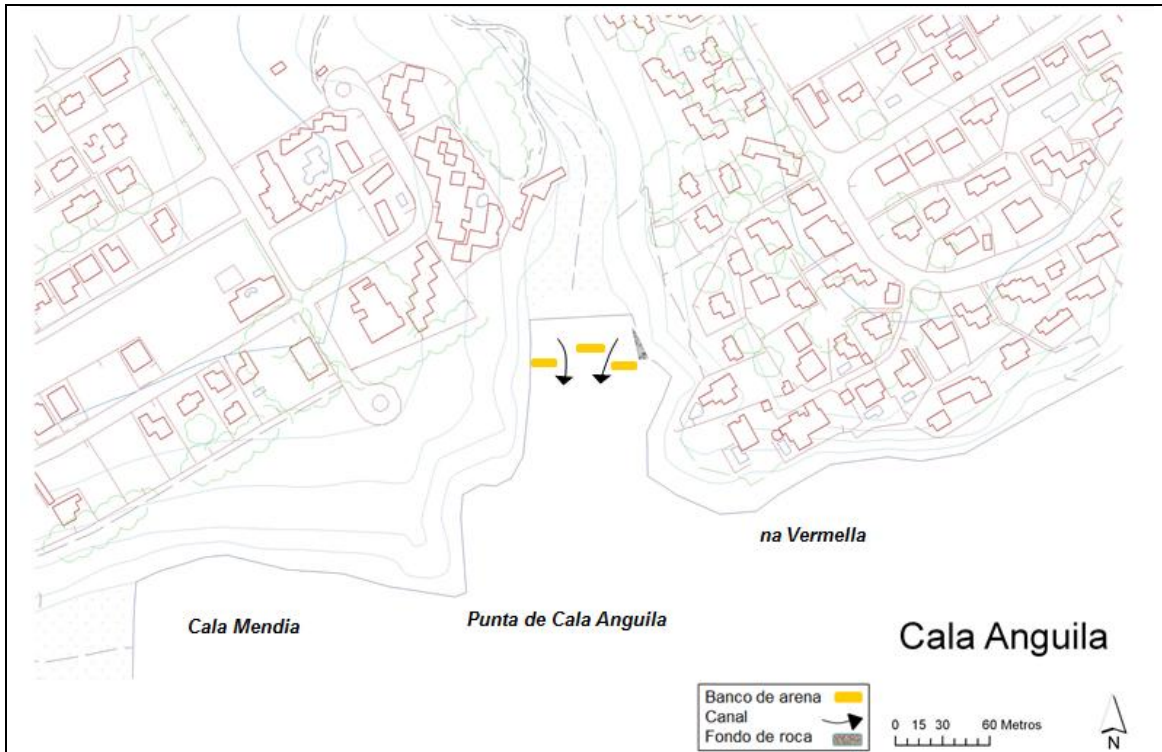 na Vermella
Cala Mendia
Punta de Cala Anguila
Cala Anguila
Banco de arena
Canal
Fondo de roca
0 15 30 60 Metros
N